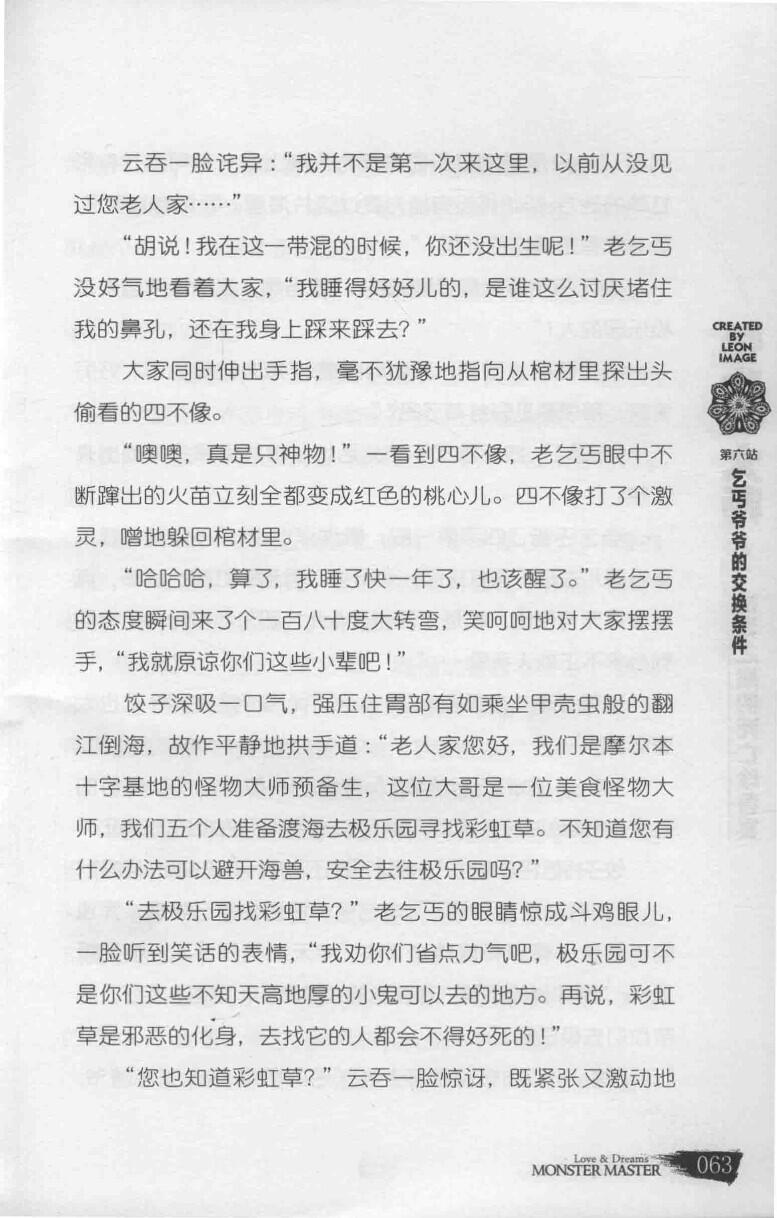 云吞一脸诧异：“我并不是第一次来这里，以前从没见
过您老人家……”
“胡说！我在这一带混的时候，你还没出生呢！”老乞丐
没好气地看着大家，“我睡得好好儿的，是谁这么讨厌堵住
我的鼻孔，还在我身上踩来踩去？”
大家同时伸出手指，毫不犹豫地指向从棺材里探出头
偷看的四不像。
“噢噢，真是只神物！”一看到四不像，老乞丐眼中不
断蹿出的火苗立刻全都变成红色的桃心儿。四不像打了个激
灵，噌地躲回棺材里。
“哈哈哈，算了，我睡了快一年了，也该醒了。”老乞丐
的态度瞬间来了个一百八十度大转弯，笑呵呵地对大家摆摆
手，“我就原谅你们这些小辈吧！”
饺子深吸一口气，强压住胃部有如乘坐甲壳虫般的翻
江倒海，故作平静地拱手道：“老人家您好，我们是摩尔本
十字基地的怪物大师预备生，这位大哥是一位美食怪物大
师，我们五个人准备渡海去极乐园寻找彩虹草。不知道您有
什么办法可以避开海兽，安全去往极乐园吗？”
“去极乐园找彩虹草？”老乞丐的眼睛惊成斗鸡眼儿，
一脸听到笑话的表情，“我劝你们省点力气吧，极乐园可不
是你们这些不知天高地厚的小鬼可以去的地方。再说，彩虹
草是邪恶的化身，去找它的人都会不得好死的！”
“您也知道彩虹草？”云吞一脸惊讶，既紧张又激动地
CREATED
BY
LEON
IMAGE
第六站
乞丐爷爷的交换条件
Love & Dreams
MONSTER MASTER
063